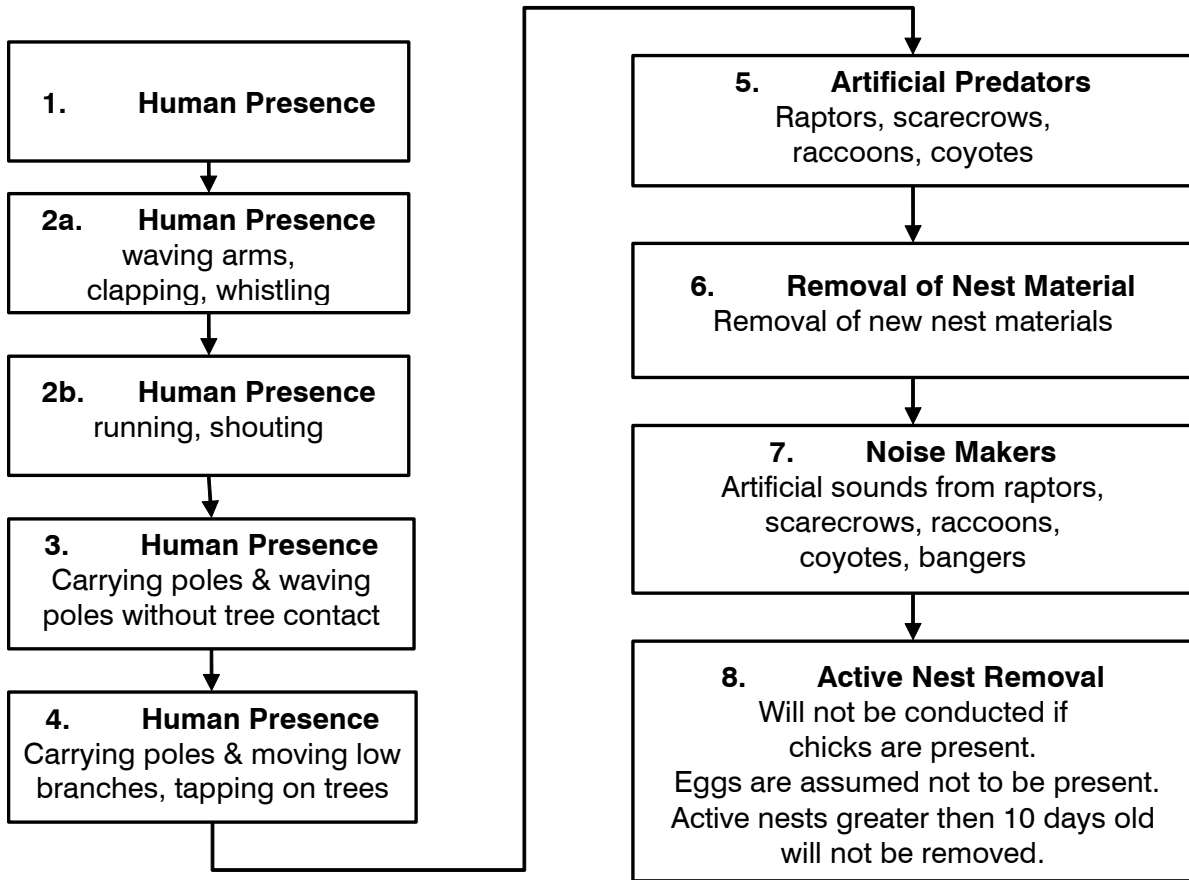 1. Human Presence
2a. Human Presence
waving arms,
clapping, whistling
2b. Human Presence
running, shouting
3. Human Presence
Carrying poles & waving
poles without tree contact
4. Human Presence
Carrying poles & moving low
branches, tapping on trees
5. Artificial Predators
Raptors, scarecrows,
raccoons, coyotes
6. Removal of Nest Material
Removal of new nest materials
7. Noise Makers
Artificial sounds from raptors,
scarecrows, raccoons,
coyotes, bangers
8. Active Nest Removal
Will not be conducted if
chicks are present.
Eggs are assumed not to be present.
Active nests greater then 10 days old
will not be removed.